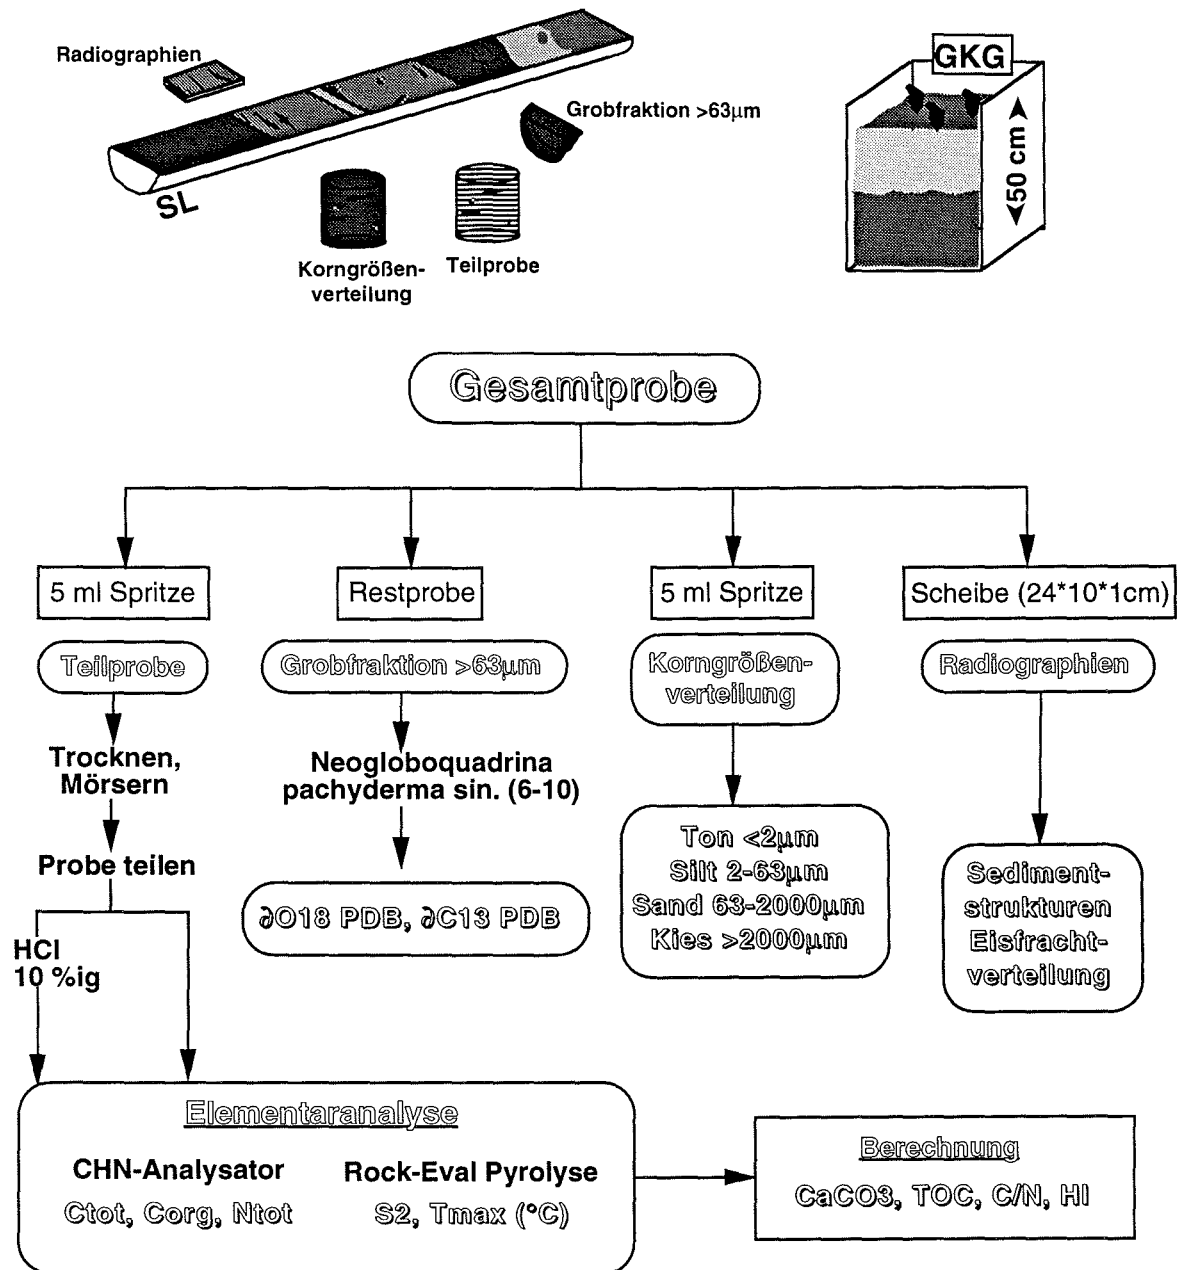 Radiographien
SL
Grobfraktion >63µm
Korngrößen-
verteilung
Teilprobe
GKG
50 cm
Gesamtprobe
5 ml Spritze
Restprobe
5 ml Spritze
Scheibe (24*10*1cm)
Teilprobe
Grobfraktion >63µm
Korngrößen-
verteilung
Radiographien
Trocknen,
Mörsern
Neogloboquadrina
pachyderma sin. (6-10)
Probe teilen
Ton <2µm
Silt 2-63µm
Sand 63-2000µm
Kies >2000µm
Sediment-
strukturen
Eisfracht-
verteilung
∂O18 PDB, ∂C13 PDB
HCl
10 %ig
Elementaranalyse
CHN-Analysator
Ctot, Corg, Ntot
Rock-Eval Pyrolyse
S2, Tmax (°C)
Berechnung
CaCO3, TOC, C/N, HI